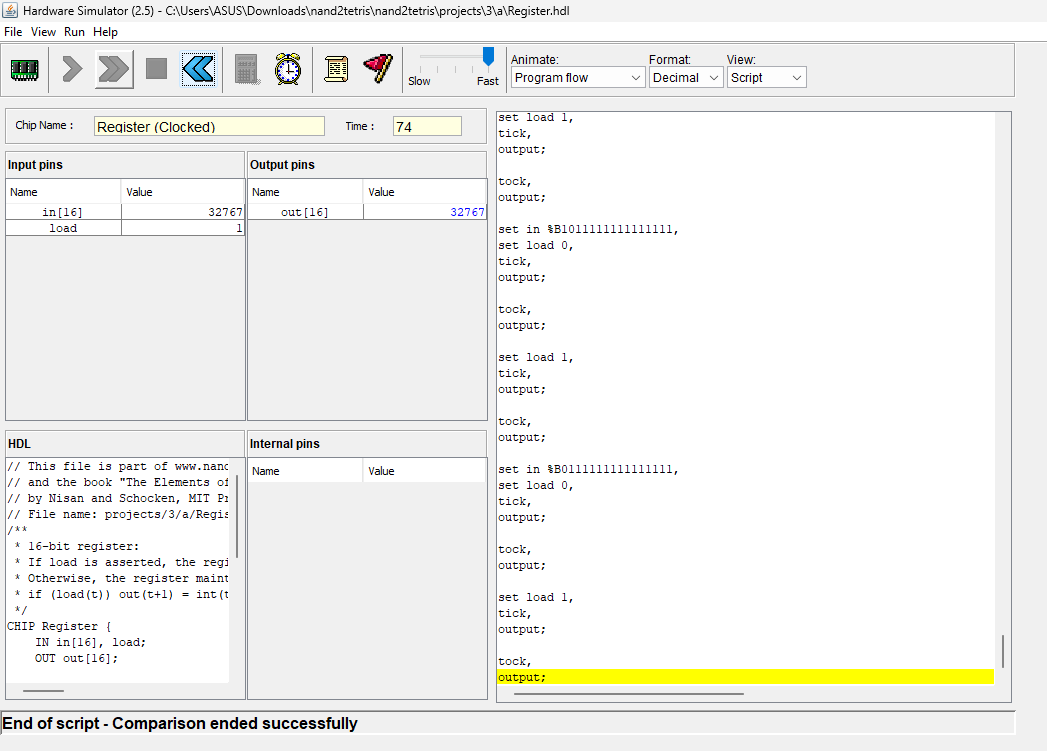 Hardware Simulator (2.5) - C:\Users\ASUS\Downloads\nand2tetris\nand2tetris\projects\3\a\Register.hdl
File View Run Help
Slow Fast
Animate: Format: View:
Program flow Decimal Script
Chip Name : Register (Clocked) Time : 74
Input pins
Name Value
in[16] 32767
load 1
Output pins
Name Value
out[16] 32767
HDL
// This file is part of www.nand
// and the book "The Elements of
// by Nisan and Schocken, MIT Pr
// File name: projects/3/a/Regis
/**
* 16-bit register:
* If load is asserted, the regi
* Otherwise, the register maint
* if (load(t)) out(t+1) = int(t
*/
CHIP Register {
IN in[16], load;
OUT out[16];
Internal pins
Name Value
set load 1,
tick,
output;
tock,
output;
set in %B1011111111111111,
set load 0,
tick,
output;
tock,
output;
set load 1,
tick,
output;
tock,
output;
set in %B0111111111111111,
set load 0,
tick,
output;
tock,
output;
set load 1,
tick,
output;
tock,
output;
End of script - Comparison ended successfully